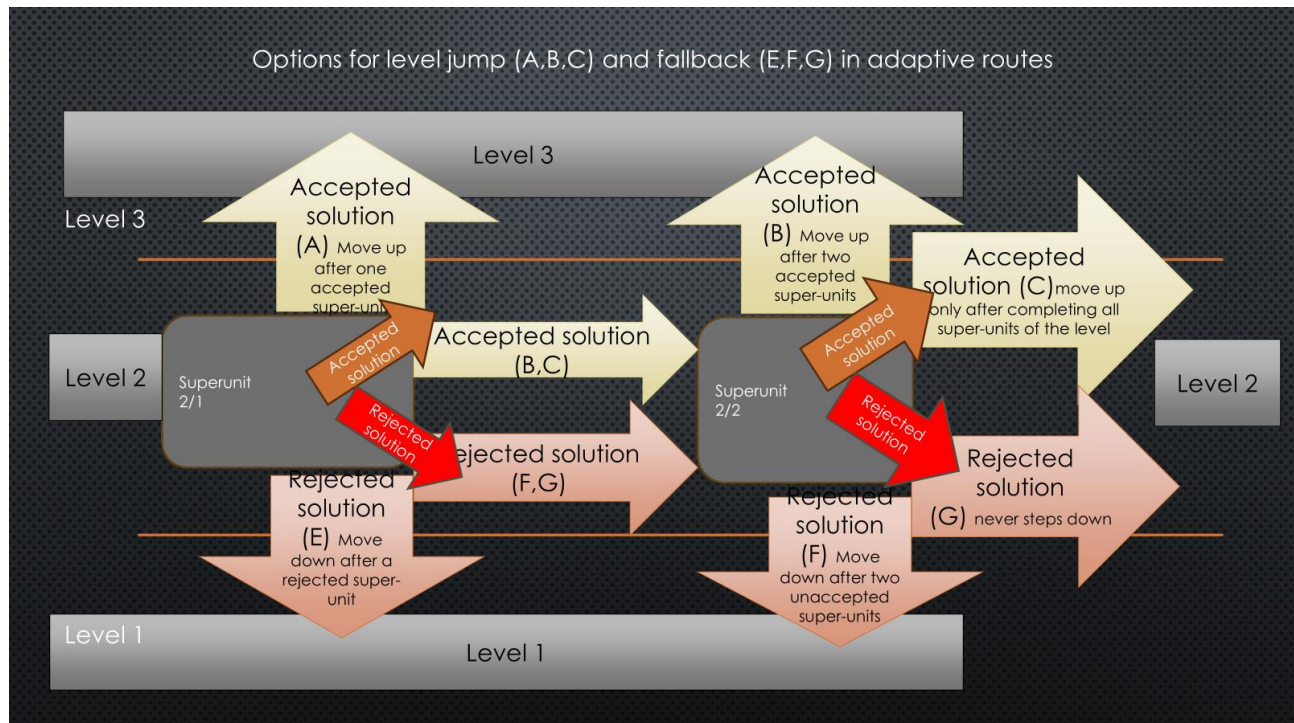 Options for level jump (A,B,C) and fallback (E,F,G) in adaptive routes
Level 3
Level 3
Accepted
solution
(A) Move up
after one
accepted
super-unit
Accepted
solution
(B) Move up
after two
accepted
super-units
Accepted
solution (C) move up
only after completing all
super-units of the level
Level 2
Superunit
2/1
Accepted
solution
Rejected
solution
Accepted solution
(B,C)
Rejected solution
(F,G)
Superunit
2/2
Accepted
solution
Rejected
solution
Level 2
Rejected
solution
(E) Move
down after a
rejected super-
unit
Rejected
solution
(F) Move
down after two
unaccepted
super-units
Rejected
solution
(G) never steps down
Level 1
Level 1